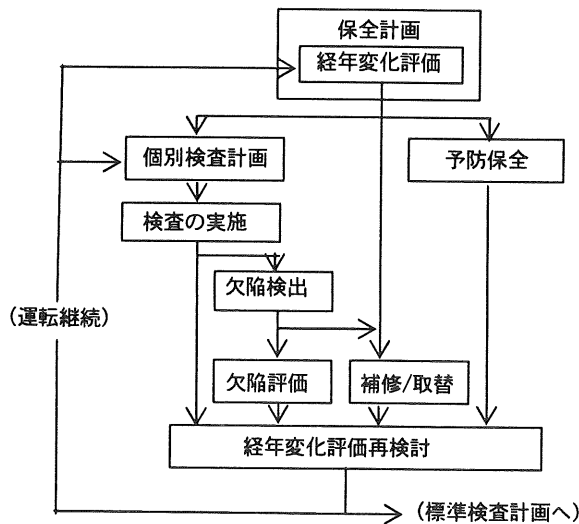 保全計画
経年変化評価
個別検査計画
予防保全
検査の実施
欠陥検出
(運転継続)
欠陥評価
補修/取替
経年変化評価再検討
(標準検査計画へ)